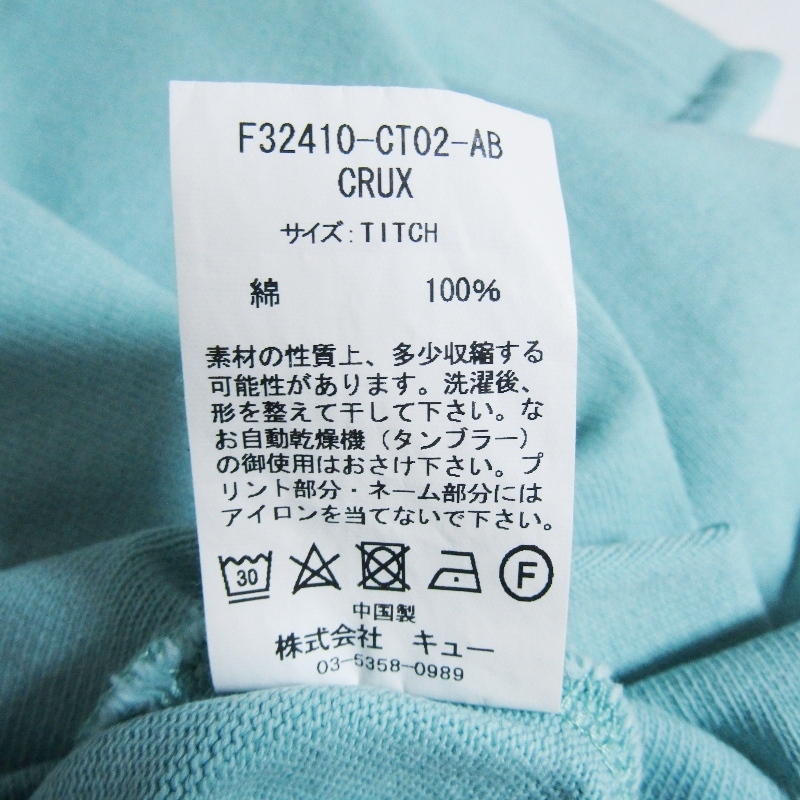 F32410-CT02-AB
CRUX
サイズ:TITCH
綿 100%
素材の性質上、多少収縮する
可能性があります。洗濯後、
形を整えて干して下さい。な
お自動乾燥機（タンブラー）
の御使用はおさけ下さい。プ
リント部分・ネーム部分には
アイロンを当てないで下さい。
30 F
中国製
株式会社 キュー
03-5358-0989